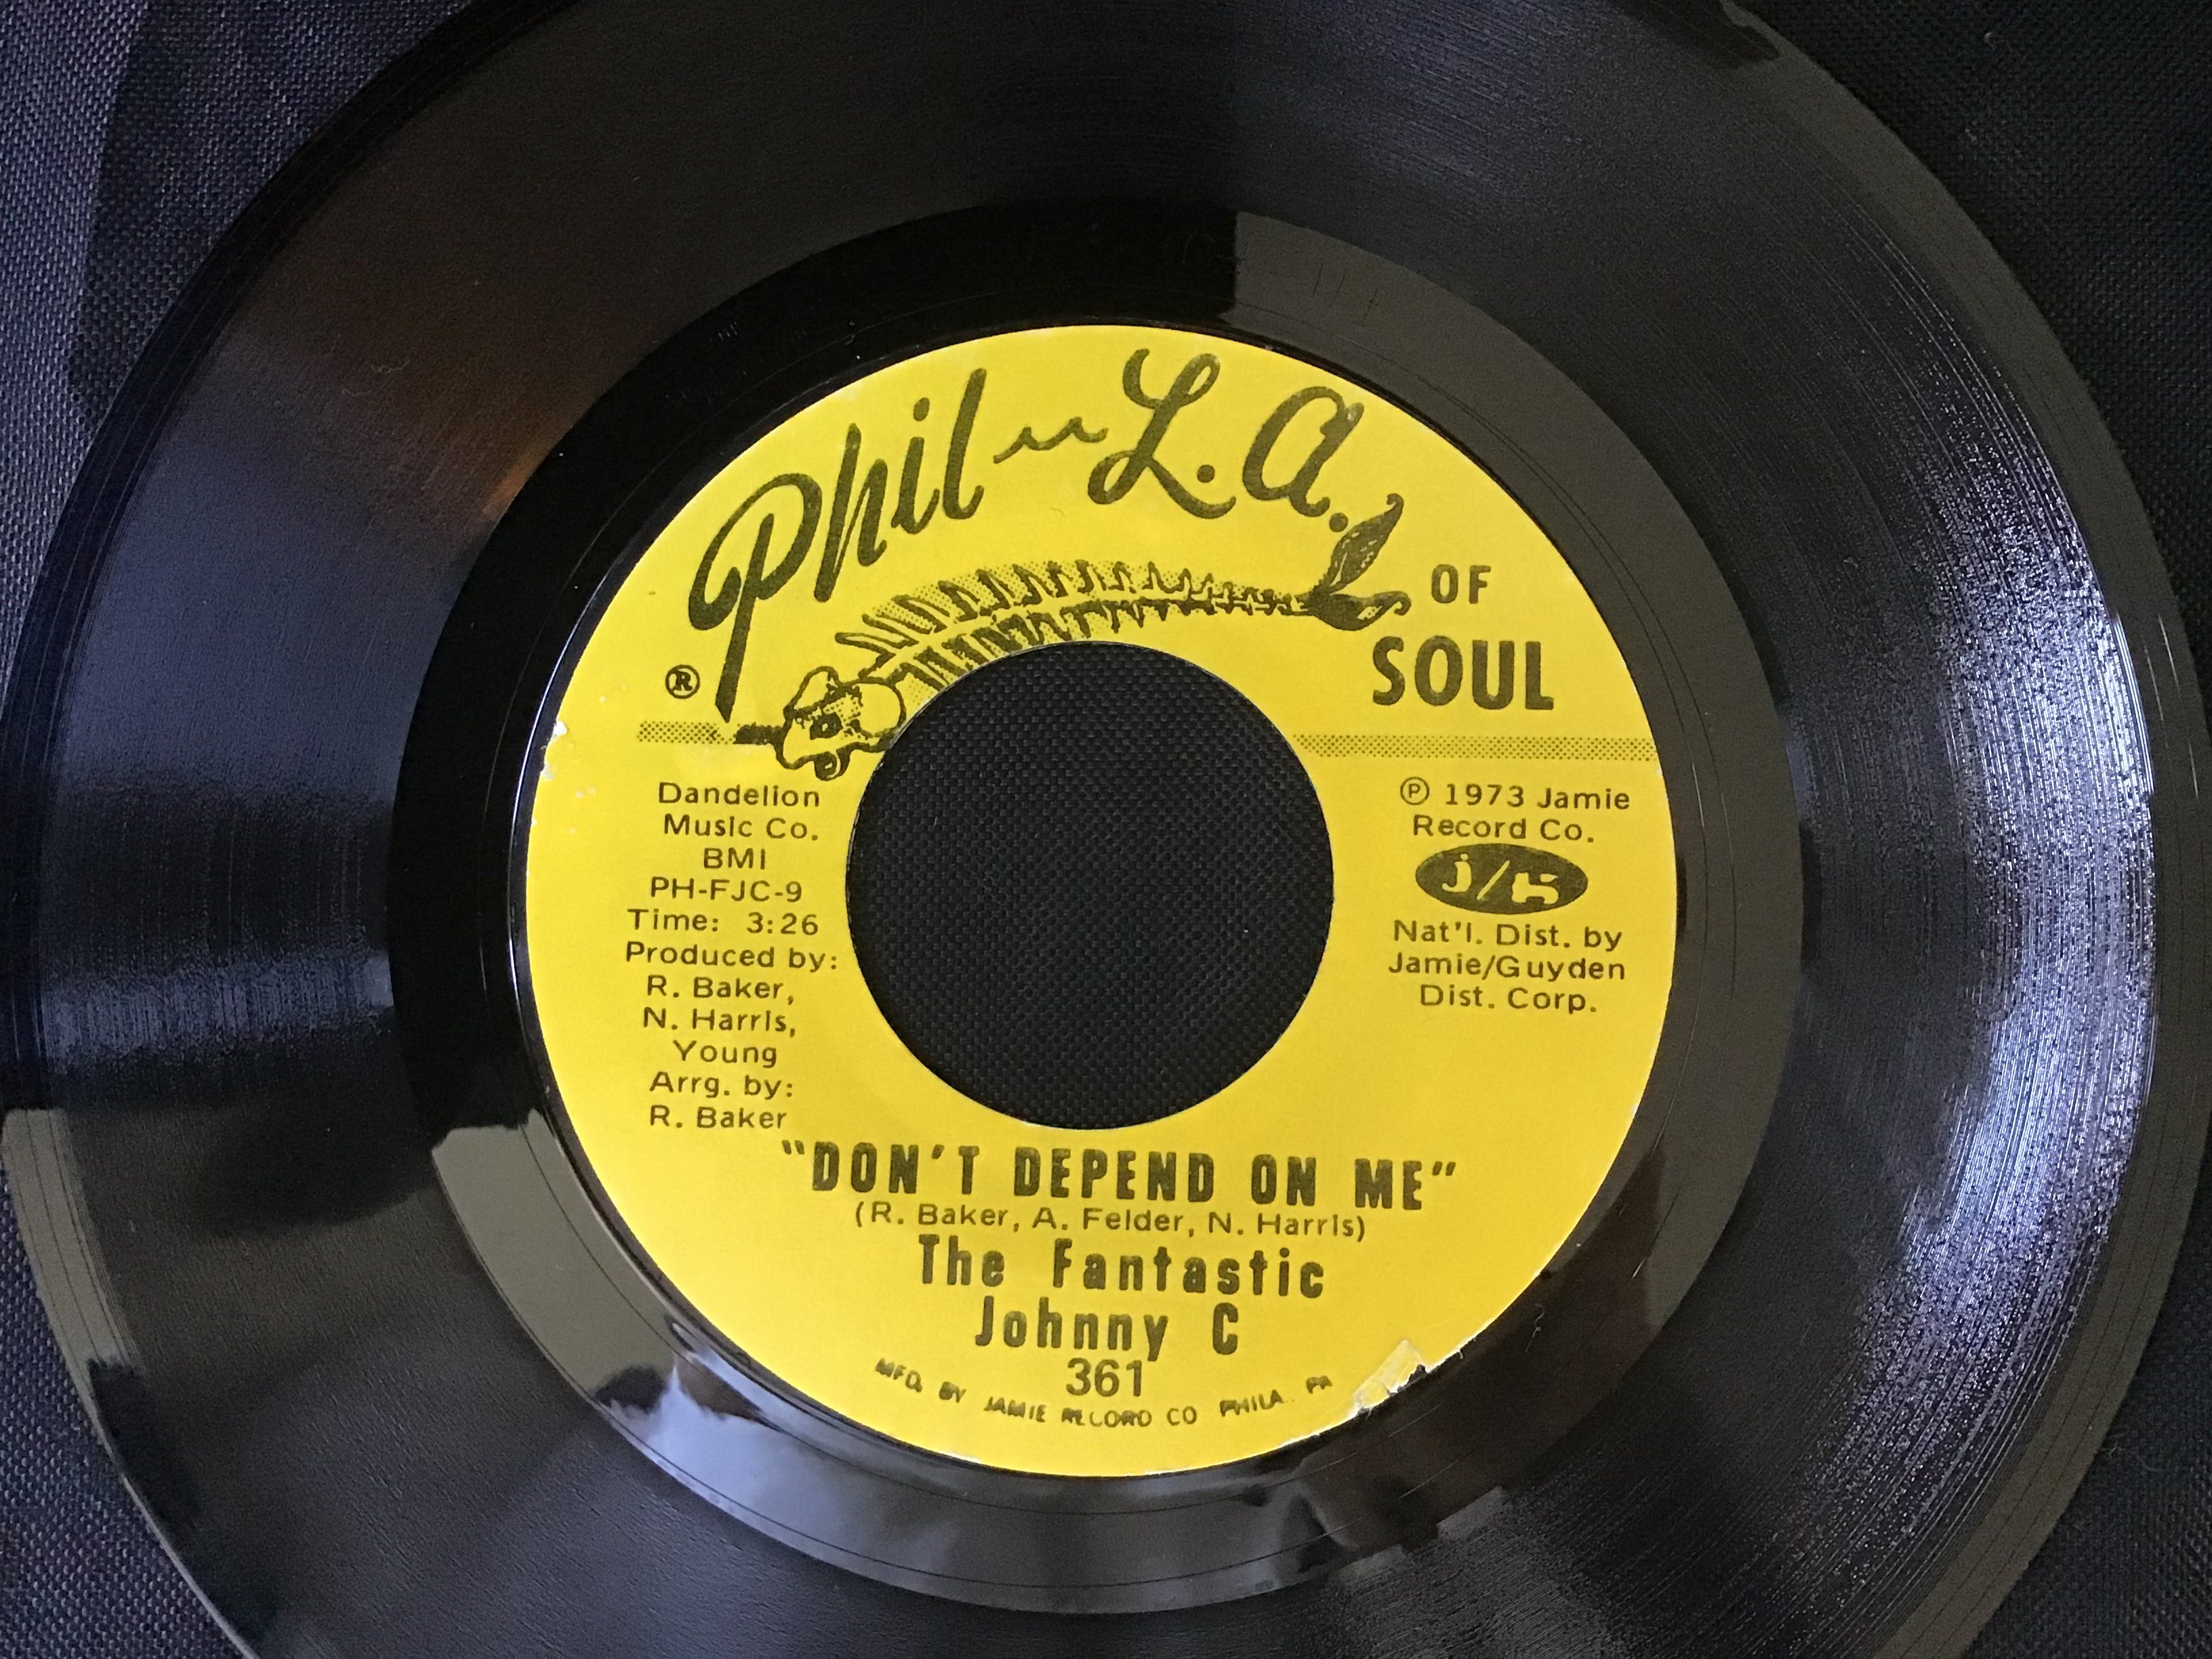 Phil-L.A.
OF
SOUL
®
Dandelion
Music Co.
BMI
PH-FJC-9
Time: 3:26
Produced by:
R. Baker,
N. Harris,
Young
Arrg. by:
R. Baker
℗ 1973 Jamie
Record Co.
j/G
Nat'l. Dist. by
Jamie/Guyden
Dist. Corp.
"DON'T DEPEND ON ME"
(R. Baker, A. Felder, N. Harris)
The Fantastic
Johnny C
361
MFD. BY JAMIE RECORD CO PHILA. PA